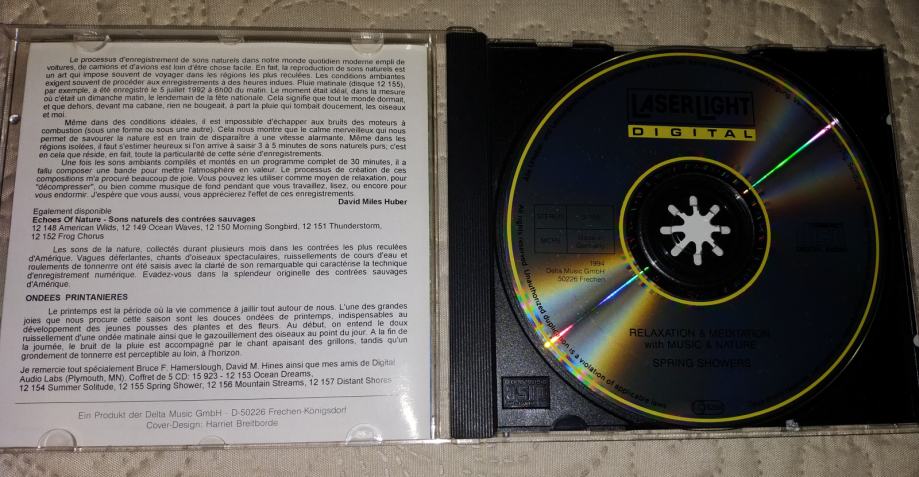 Le processus d'enregistrement de sons naturels dans notre monde quotidien moderne empli de
voitures, de camions et d'avions est loin d'être chose facile. En fait, la reproduction de sons naturels est
un art qui impose souvent de voyager dans les régions les plus reculées. Les conditions ambiantes
exigent souvent de procéder aux enregistrements à des heures indues. Pluie matinale (disque 12 155),
par exemple, a été enregistré le 5 juillet 1992 à 6h00 du matin. Le moment était idéal, dans la mesure
où c'était un dimanche matin, le lendemain de la fête nationale. Cela signifie que tout le monde dormait,
et que dehors, devant ma cabane, rien ne bougeait, à part la pluie qui tombait doucement, les oiseaux
et moi.
Même dans des conditions idéales, il est impossible d'échapper aux bruits des moteurs à
combustion (sous une forme ou sous une autre). Cela nous montre que le calme merveilleux qui nous
permet de savourer la nature est en train de disparaître à une vitesse alarmante. Même dans les
régions isolées, il faut s'estimer heureux si l'on arrive à saisir 3 à 5 minutes de sons naturels purs; c'est
en cela que réside, en fait, toute la particularité de cette série d'enregistrements.
Une fois les sons ambiants compilés et montés en un programme complet de 30 minutes, il a
fallu composer une bande pour mettre l'atmosphère en valeur. Le processus de création de ces
compositions m'a procuré beaucoup de joie. Vous pouvez les utiliser comme moyen de relaxation, pour
"décompresser", ou bien comme musique de fond pendant que vous travaillez, lisez, ou encore pour
vous endormir. J'espère que vous aussi, vous apprécierez l'effet de ces enregistrements.
David Miles Huber
Egalement disponible
Echoes Of Nature - Sons naturels des contrées sauvages
12 148 American Wilds, 12 149 Ocean Waves, 12 150 Morning Songbird, 12 151 Thunderstorm,
12 152 Frog Chorus
Les sons de la nature, collectés durant plusieurs mois dans les contrées les plus reculées
d'Amérique. Vagues déferlantes, chants d'oiseaux spectaculaires, ruissellements de cours d'eau et
roulements de tonnerrre ont été saisis avec la clarté de son remarquable qui caractérise la technique
d'enregistrement numérique. Evadez-vous dans la splendeur originelle des contrées sauvages
d'Amérique.
ONDEES PRINTANIERES
Le printemps est la période où la vie commence à jaillir tout autour de nous. L'une des grandes
joies que nous procure cette saison sont les douces ondées de printemps, indispensables au
développement des jeunes pousses des plantes et des fleurs. Au début, on entend le doux
ruissellement d'une ondée matinale ainsi que le gazouillement des oiseaux au point du jour. A la fin de
la journée, le bruit de la pluie est accompagné par le chant apaisant des grillons, tandis qu'un
grondement de tonnerre est perceptible au loin, à l'horizon.
Je remercie tout spécialement Bruce F. Hamerslough, David M. Hines ainsi que mes amis de Digital
Audio Labs (Plymouth, MN). Coffret de 5 CD: 15 923 - 12 153 Ocean Dreams,
12 154 Summer Solitude, 12 155 Spring Shower, 12 156 Mountain Streams, 12 157 Distant Shores
Ein Produkt der Delta Music GmbH · D-50226 Frechen-Königsdorf
Cover-Design: Harriet Breitborde
LASERLIGHT
DIGITAL
STEREO
Made in
Germany
1994
Delta Music GmbH
50226 Frechen
RELAXATION & MEDITATION
with MUSIC & NATURE
SPRING SHOWERS
All rights reserved. Unauthorized duplication is a violation of applicable laws